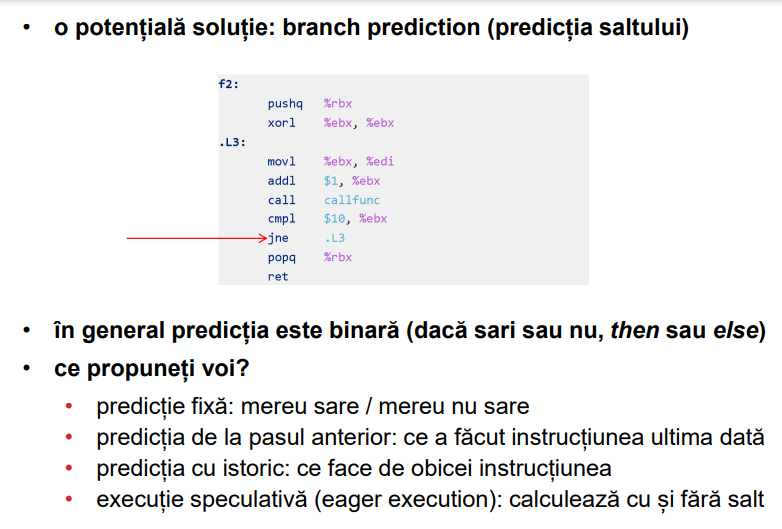 • o potențială soluție: branch prediction (predicția saltului)
f2:
pushq %rbx
xorl %ebx, %ebx
.L3:
movl %ebx, %edi
addl $1, %ebx
call callfunc
cmpl $10, %ebx
jne .L3
popq %rbx
ret
• în general predicția este binară (dacă sari sau nu, then sau else)
• ce propuneți voi?
• predicție fixă: mereu sare / mereu nu sare
• predicția de la pasul anterior: ce a făcut instrucțiunea ultima dată
• predicția cu istoric: ce face de obicei instrucțiunea
• execuție speculativă (eager execution): calculează cu și fără salt